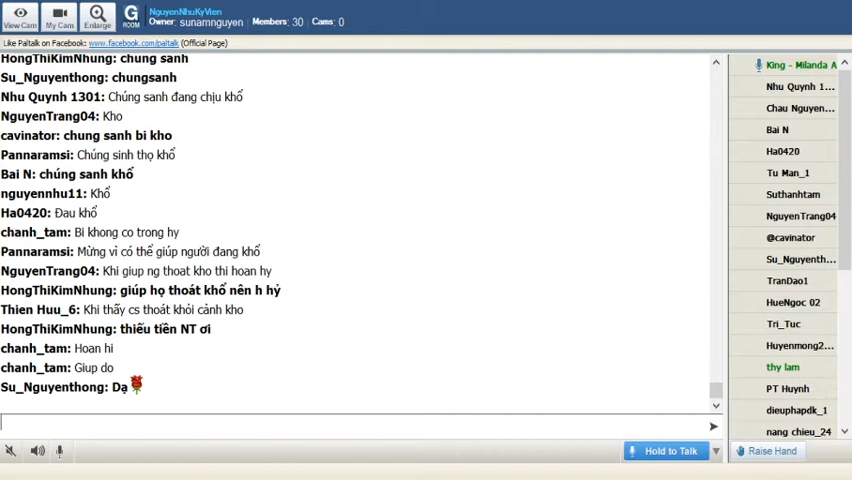 View Cam
My Cam
Enlarge
G
ROOM
NguyenNhuKyVien
Owner: sunamnguyen Members: 30 Cams: 0
Like Paltalk on Facebook: www.facebook.com/paltalk (Official Page)
HongThiKimNhung: chung sanh
Su_Nguyenthong: chungsanh
Nhu Quynh 1301: Chúng sanh đang chịu khổ
NguyenTrang04: Kho
cavinator: chung sanh bi kho
Pannaramsi: Chúng sinh thọ khổ
Bai N: chúng sanh khổ
nguyennhu11: Khổ
Ha0420: Đau khổ
chanh_tam: Bi khong co trong hy
Pannaramsi: Mừng vì có thể giúp người đang khổ
NguyenTrang04: Khi giup ng thoat kho thi hoan hy
HongThiKimNhung: giúp họ thoát khổ nên h hỷ
Thien Huu_6: Khi thấy cs thoát khỏi cảnh kho
HongThiKimNhung: thiếu tiền NT ơi
chanh_tam: Hoan hi
chanh_tam: Giup do
Su_Nguyenthong: Dạ
King - Milanda A
Nhu Quynh 1...
Chau Nguyen...
Bai N
Ha0420
Tu Man_1
Suthanhtam
NguyenTrang04
@cavinator
Su_Nguyenth...
TranDao1
HueNgoc 02
Tri_Tuc
Huyenmong2...
thy lam
PT Huynh
dieuphapdk_1
nang chieu_24
Hold to Talk
Raise Hand